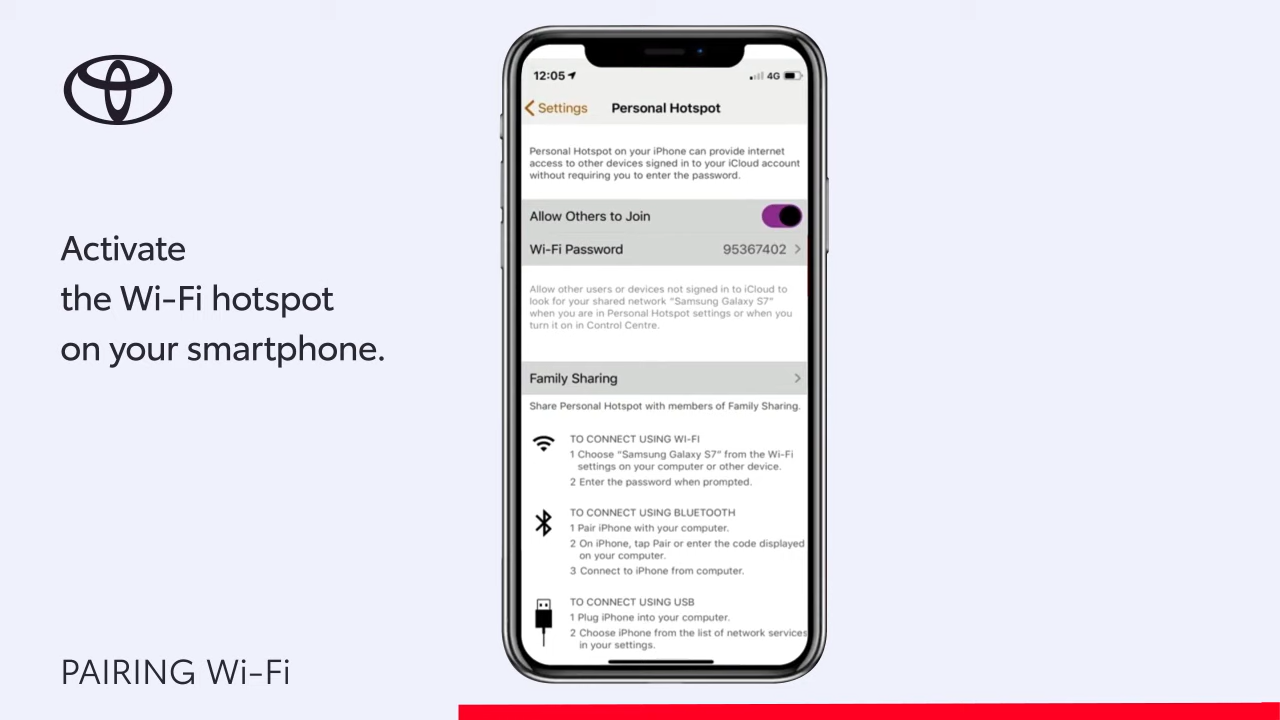 Activate
the Wi-Fi hotspot
on your smartphone.
PAIRING Wi-Fi
12:05
4G
Settings
Personal Hotspot
Personal Hotspot on your iPhone can provide internet
access to other devices signed in to your iCloud account
without requiring you to enter the password.
Allow Others to Join
Wi-Fi Password 95367402
Allow other users or devices not signed in to iCloud to
look for your shared network “Samsung Galaxy S7”
when you are in Personal Hotspot settings or when you
turn it on in Control Centre.
Family Sharing
Share Personal Hotspot with members of Family Sharing.
TO CONNECT USING WI-FI
1 Choose “Samsung Galaxy S7” from the Wi-Fi
settings on your computer or other device.
2 Enter the password when prompted.
TO CONNECT USING BLUETOOTH
1 Pair iPhone with your computer.
2 On iPhone, tap Pair or enter the code displayed
on your computer.
3 Connect to iPhone from computer.
TO CONNECT USING USB
1 Plug iPhone into your computer.
2 Choose iPhone from the list of network services
in your settings.